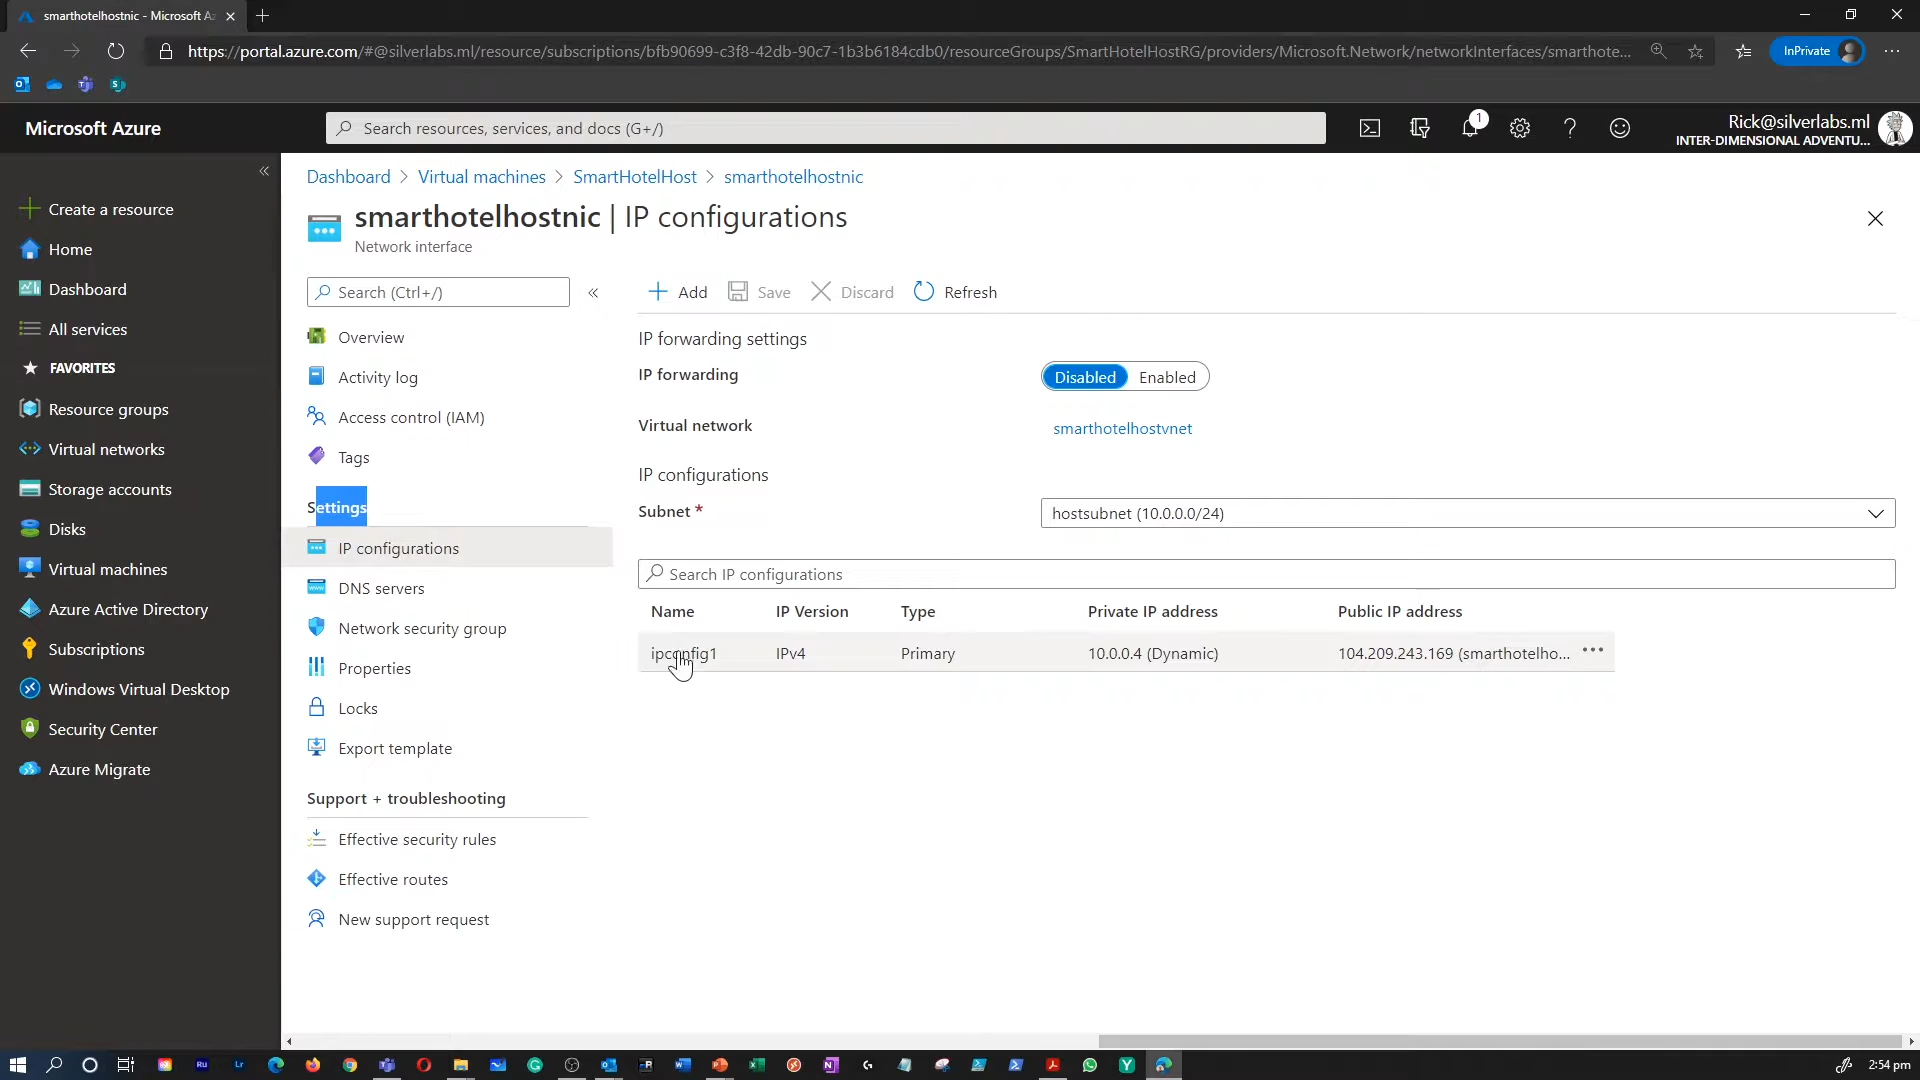 smarthotelhostnic - Microsoft Az
https://portal.azure.com/#@silverlabs.ml/resource/subscriptions/bfb90699-c3f8-42db-90c7-1b3b6184cdb0/resourceGroups/SmartHotelHostRG/providers/Microsoft.Network/networkInterfaces/smarthote...
InPrivate
Microsoft Azure
Search resources, services, and docs (G+/)
1
Rick@silverlabs.ml
INTER-DIMENSIONAL ADVENTU...
Create a resource
Home
Dashboard
All services
FAVORITES
Resource groups
Virtual networks
Storage accounts
Disks
Virtual machines
Azure Active Directory
Subscriptions
Windows Virtual Desktop
Security Center
Azure Migrate
Dashboard > Virtual machines > SmartHotelHost > smarthotelhostnic
smarthotelhostnic | IP configurations
Network interface
Search (Ctrl+/)
Overview
Activity log
Access control (IAM)
Tags
Settings
IP configurations
DNS servers
Network security group
Properties
Locks
Export template
Support + troubleshooting
Effective security rules
Effective routes
New support request
Add Save Discard Refresh
IP forwarding settings
IP forwarding Disabled Enabled
Virtual network smarthotelhostvnet
IP configurations
Subnet * hostsubnet (10.0.0.0/24)
Search IP configurations
Name IP Version Type Private IP address Public IP address
ipconfig1 IPv4 Primary 10.0.0.4 (Dynamic) 104.209.243.169 (smarthotelho...
2:54 pm